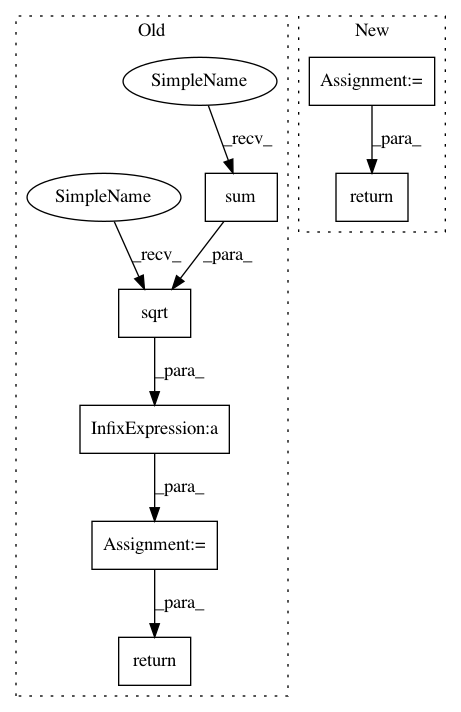 Old
New
SimpleName
Assignment:=
_recv_
_para_
SimpleName
sum
return
_recv_
_para_
sqrt
_para_
InfixExpression:a
_para_
Assignment:=
_para_
return